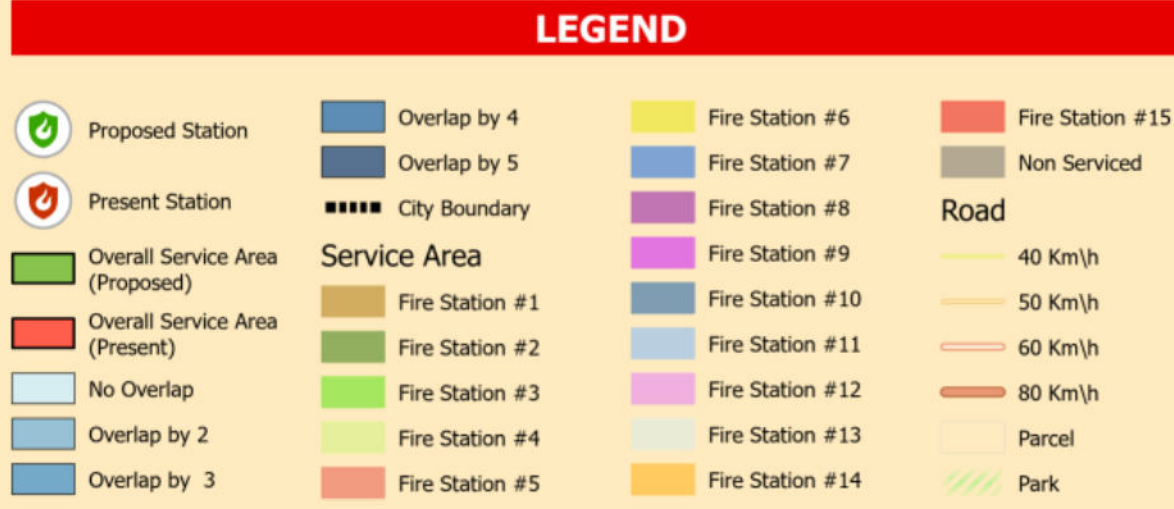 LEGEND
Proposed Station
Present Station
Overall Service Area
(Proposed)
Overall Service Area
(Present)
No Overlap
Overlap by 2
Overlap by 3
Overlap by 4
Overlap by 5
City Boundary
Service Area
Fire Station #1
Fire Station #2
Fire Station #3
Fire Station #4
Fire Station #5
Fire Station #6
Fire Station #7
Fire Station #8
Fire Station #9
Fire Station #10
Fire Station #11
Fire Station #12
Fire Station #13
Fire Station #14
Fire Station #15
Non Serviced
Road
40 Km\h
50 Km\h
60 Km\h
80 Km\h
Parcel
Park